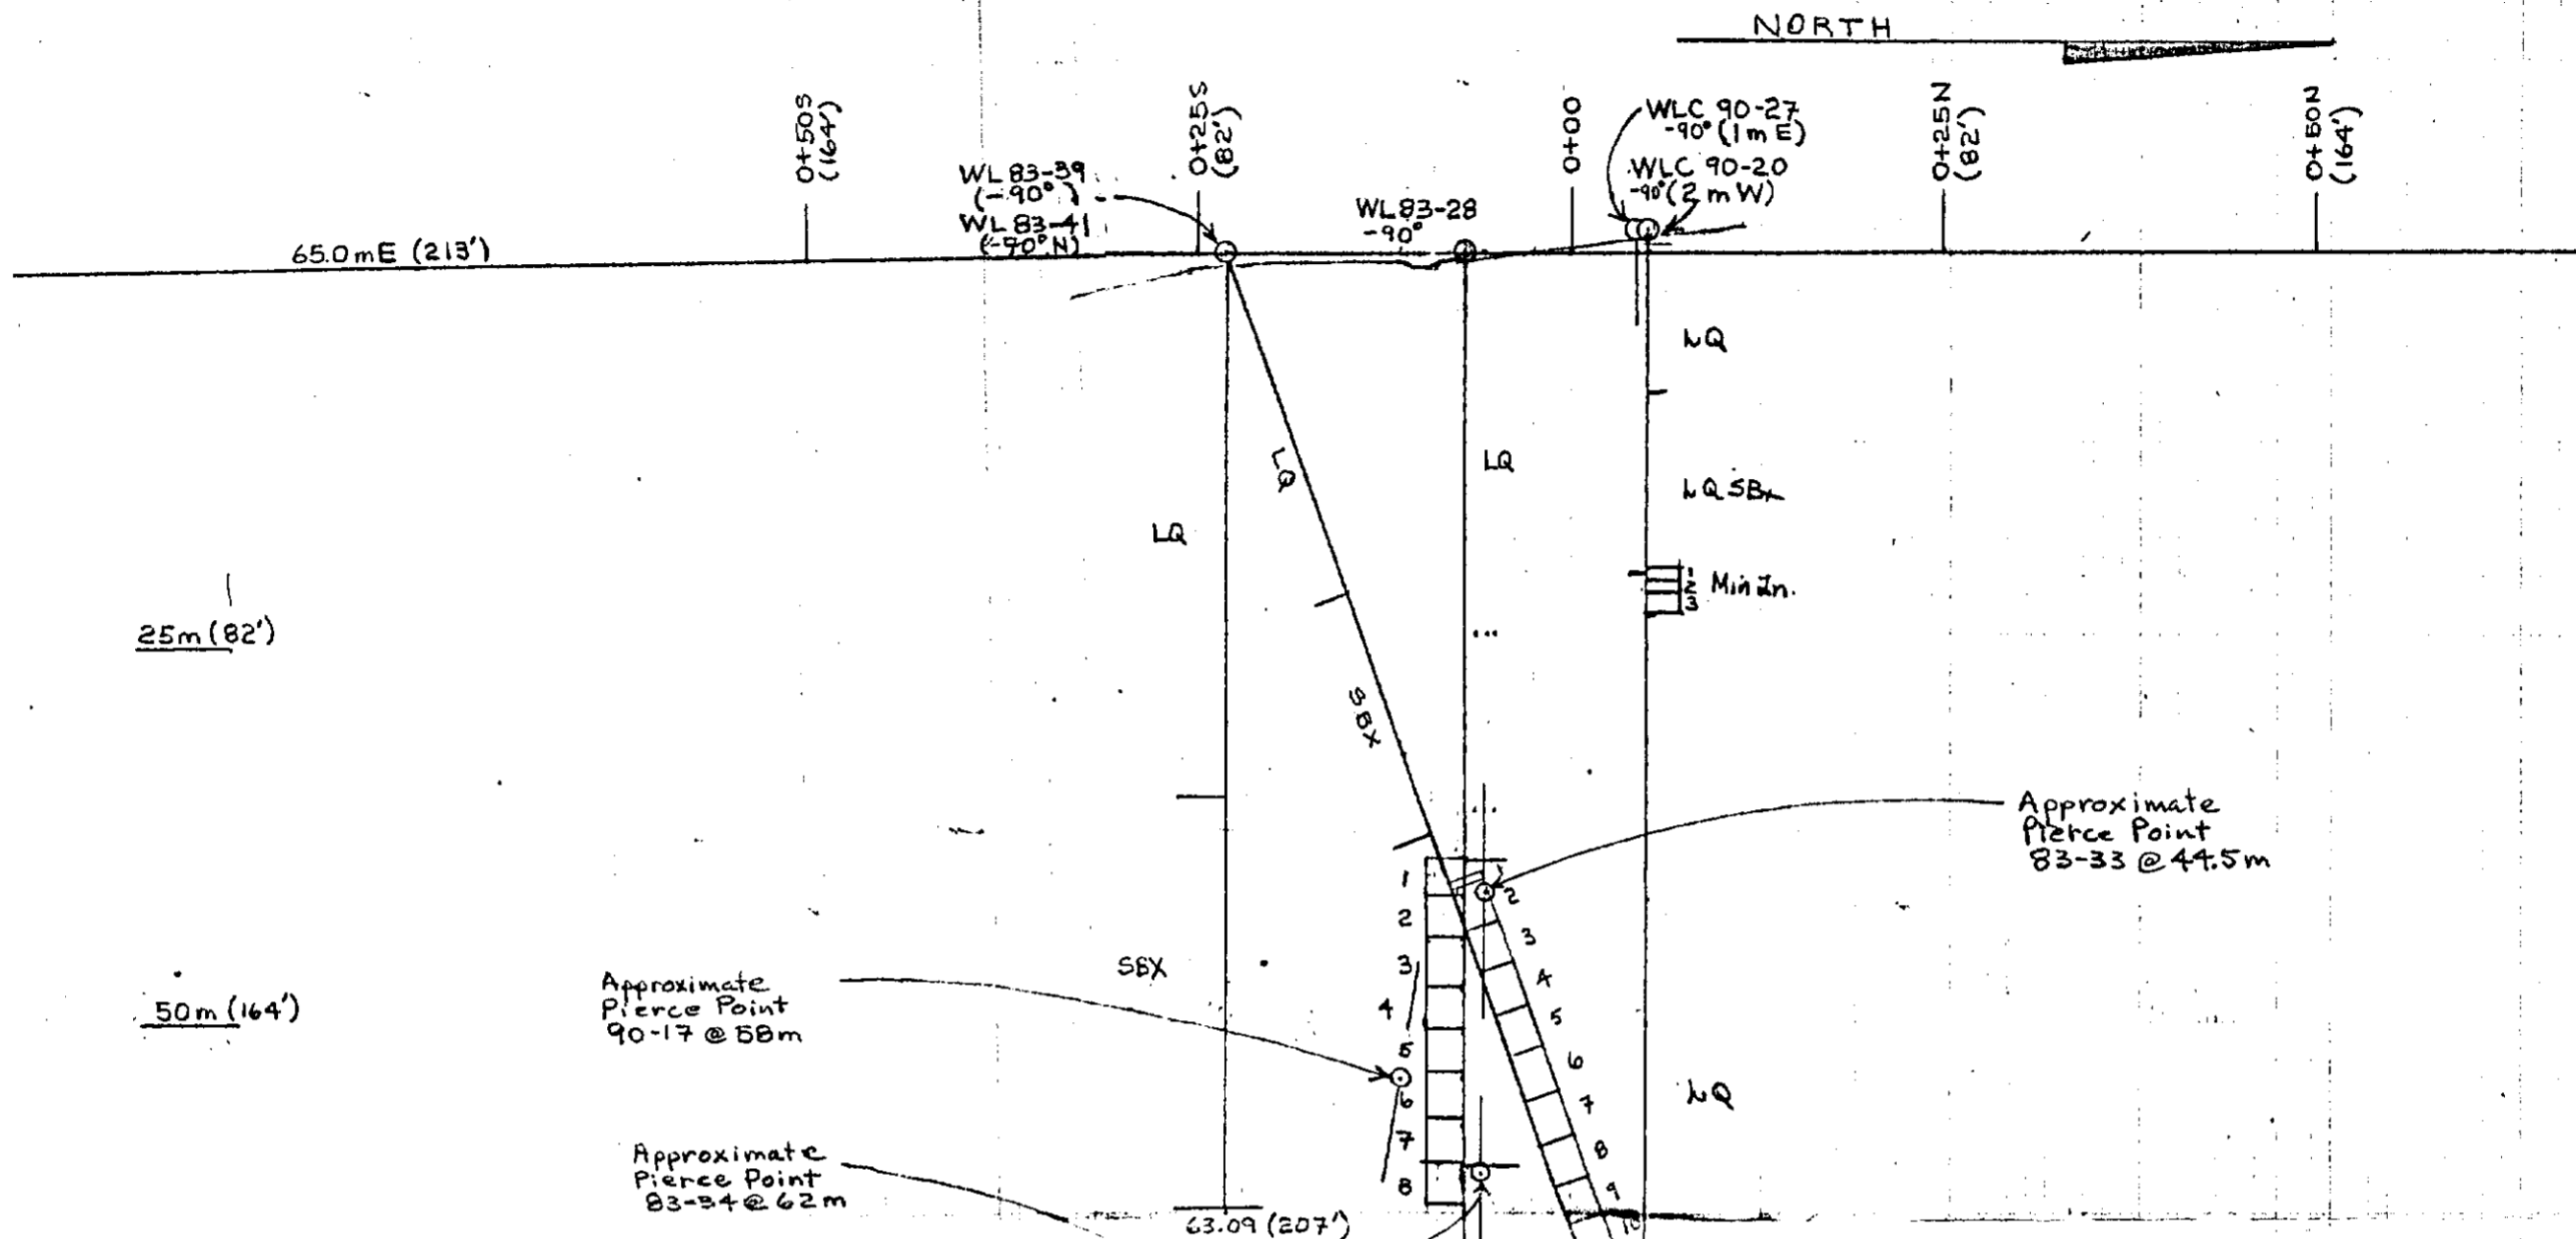 NORTH
0+50S
(164')
0+25S
(82')
0+00
0+25N
(82')
0+50N
(164')
WLC 90-27
-90° (1m E)
WLC 90-20
-90° (2 m W)
WL 83-39
(-90°)
WL 83-41
(-70° N)
WL83-28
-90°
65.0mE (213')
LQ
LQ
LQ
LQ
LQ SBx
1
2
3
Min Zn.
25m (82')
...
SBX
Approximate
Pierce Point
83-33 @ 44.5m
1
2
3
4
5
6
7
8
2
3
4
5
6
7
8
9
10
SBX
50m (164')
Approximate
Pierce Point
90-17 @ 58m
LQ
Approximate
Pierce Point
83-34 @ 62m
63.09 (207')